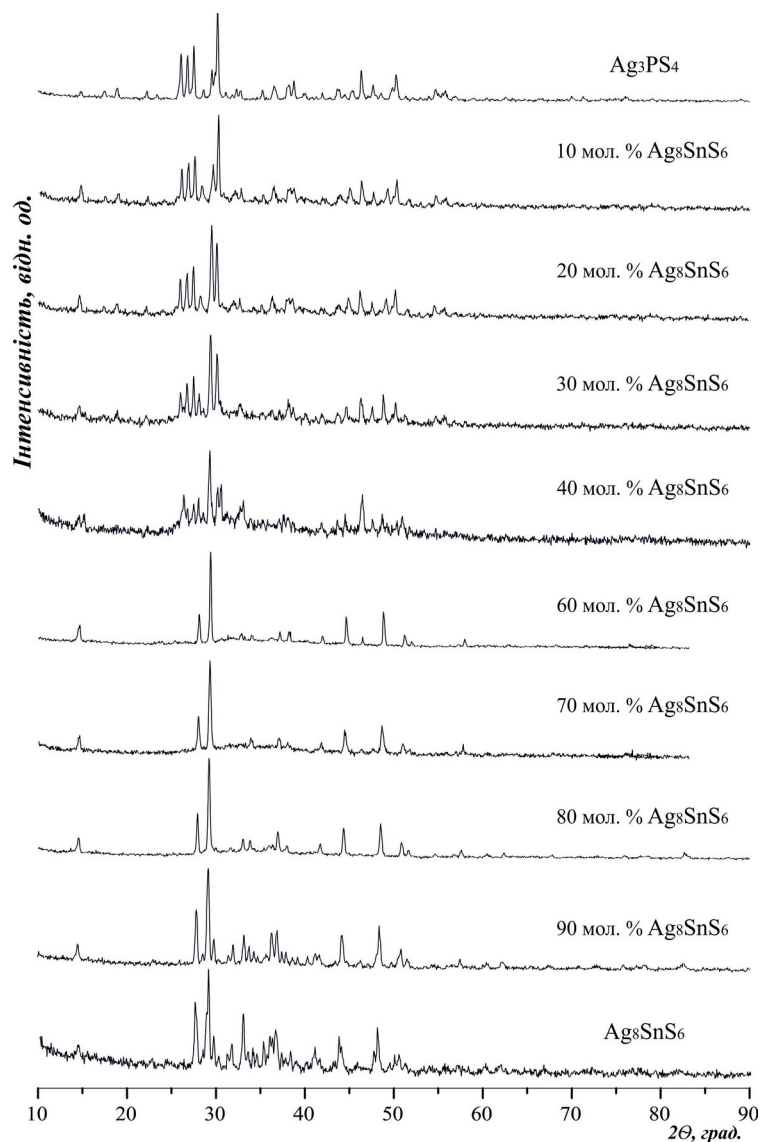 Інтенсивність, відн. од.
Ag₃PS₄
10 мол. % Ag₈SnS₆
20 мол. % Ag₈SnS₆
30 мол. % Ag₈SnS₆
40 мол. % Ag₈SnS₆
60 мол. % Ag₈SnS₆
70 мол. % Ag₈SnS₆
80 мол. % Ag₈SnS₆
90 мол. % Ag₈SnS₆
Ag₈SnS₆
10 20 30 40 50 60 70 80 90
2Θ, град.